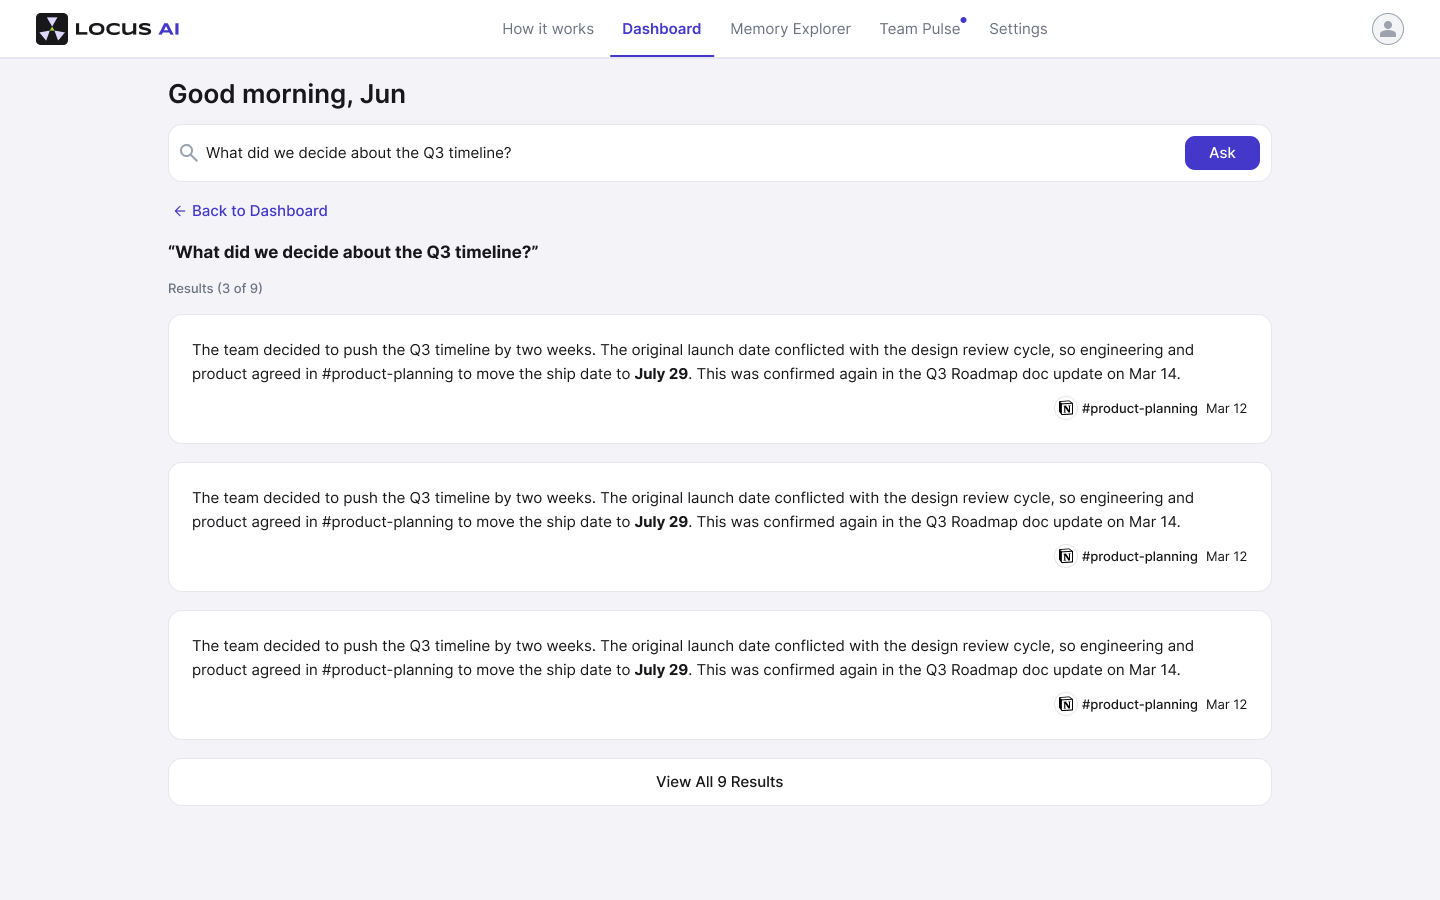 LOCUS AI
How it works
Dashboard
Memory Explorer
Team Pulse
Settings
Good morning, Jun
What did we decide about the Q3 timeline?
Ask
← Back to Dashboard
“What did we decide about the Q3 timeline?”
Results (3 of 9)
The team decided to push the Q3 timeline by two weeks. The original launch date conflicted with the design review cycle, so engineering and
product agreed in #product-planning to move the ship date to July 29. This was confirmed again in the Q3 Roadmap doc update on Mar 14.
N #product-planning Mar 12
The team decided to push the Q3 timeline by two weeks. The original launch date conflicted with the design review cycle, so engineering and
product agreed in #product-planning to move the ship date to July 29. This was confirmed again in the Q3 Roadmap doc update on Mar 14.
N #product-planning Mar 12
The team decided to push the Q3 timeline by two weeks. The original launch date conflicted with the design review cycle, so engineering and
product agreed in #product-planning to move the ship date to July 29. This was confirmed again in the Q3 Roadmap doc update on Mar 14.
N #product-planning Mar 12
View All 9 Results